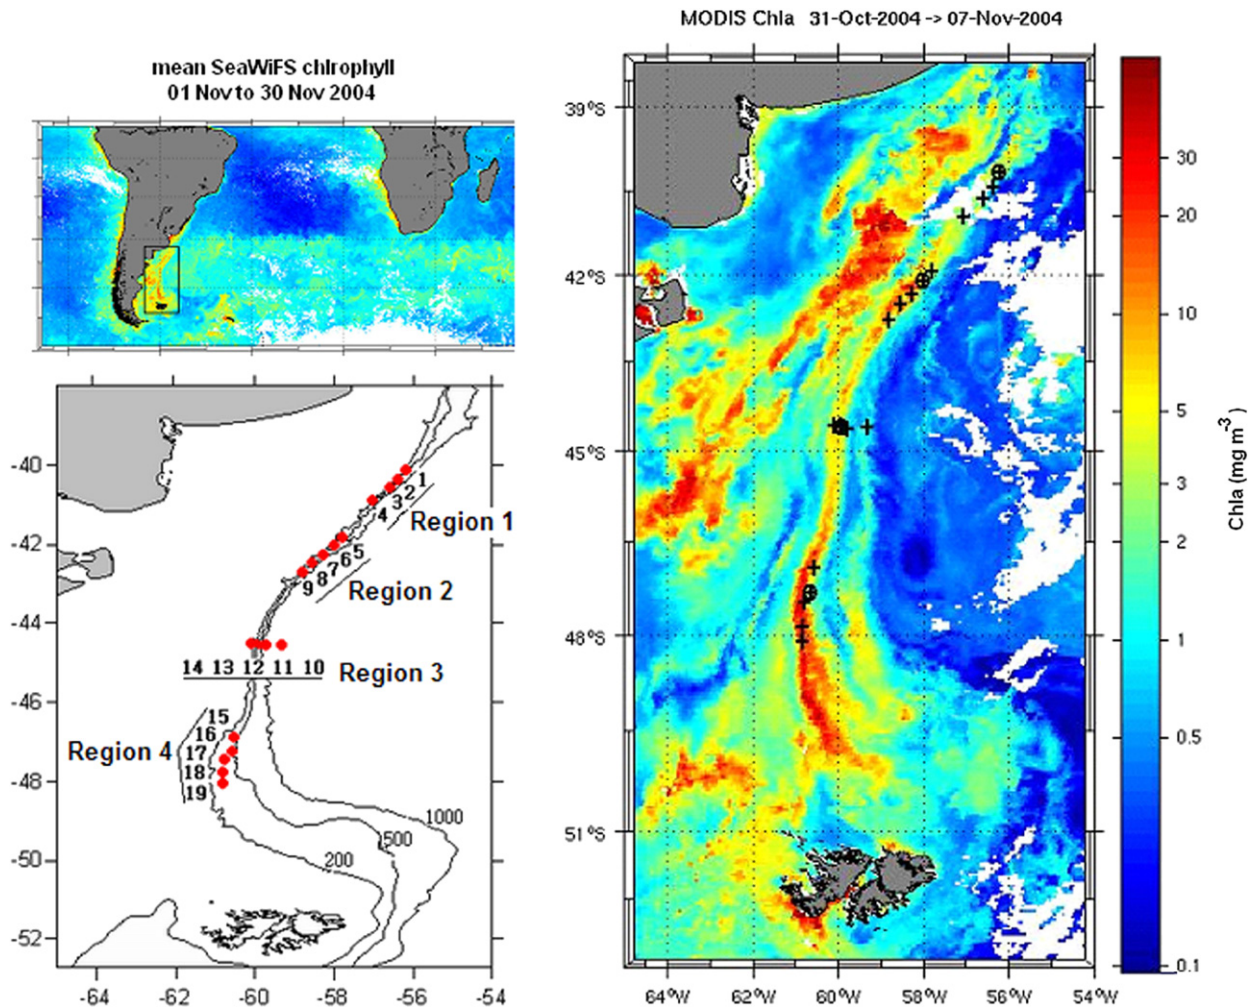 mean SeaWiFS chlrophyll
01 Nov to 30 Nov 2004
-40
-42
-44
-46
-48
-50
-52
-64 -62 -60 -58 -56 -54
1
2
3
4
Region 1
5
6
7
8
9
Region 2
14 13 12 11 10
Region 3
15
16
17
18
19
Region 4
200
500
1000
MODIS Chla 31-Oct-2004 -> 07-Nov-2004
39°S
42°S
45°S
48°S
51°S
64°W 62°W 60°W 58°W 56°W 54°W
30
20
10
5
3
2
1
0.5
0.1
Chla (mg m-3)